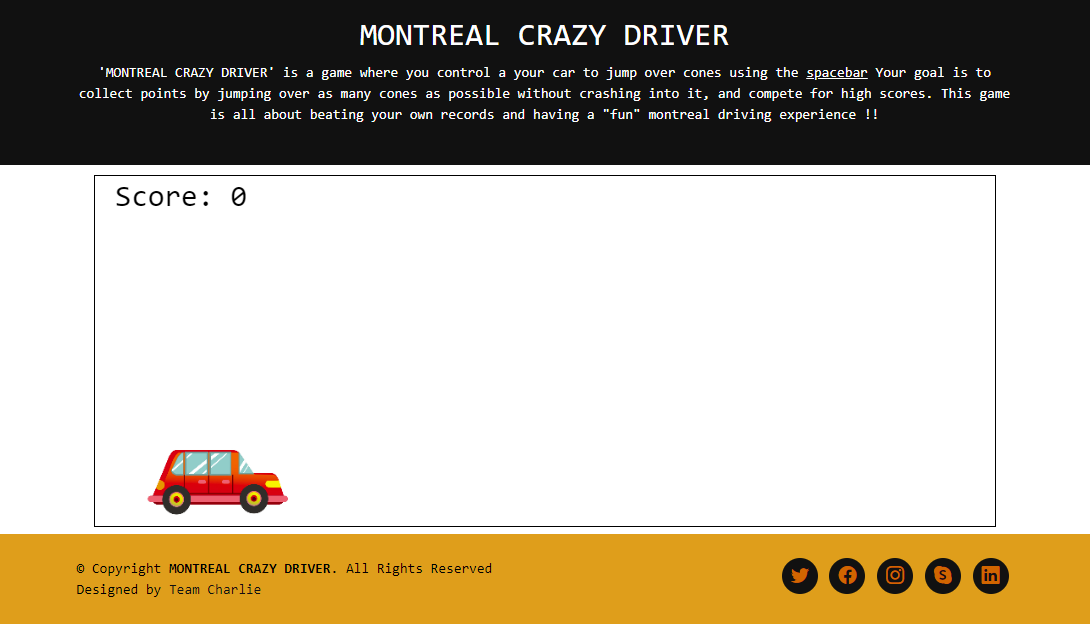 MONTREAL CRAZY DRIVER
'MONTREAL CRAZY DRIVER' is a game where you control a your car to jump over cones using the spacebar Your goal is to
collect points by jumping over as many cones as possible without crashing into it, and compete for high scores. This game
is all about beating your own records and having a "fun" montreal driving experience !!
Score: 0
© Copyright MONTREAL CRAZY DRIVER. All Rights Reserved
Designed by Team Charlie